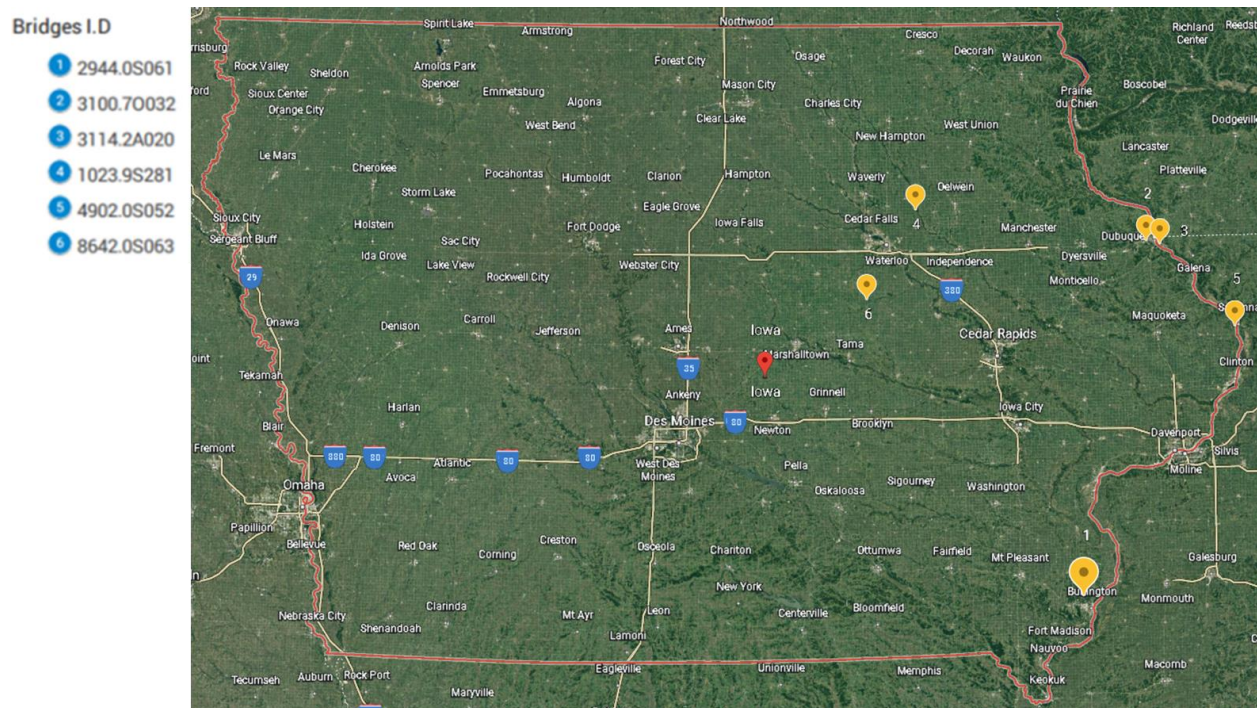 Bridges I.D
1 2944.0S061
2 3100.7O032
3 3114.2A020
4 1023.9S281
5 4902.0S052
6 8642.0S063
Spirit Lake
Northwood
Armstrong
Cresco
Richland
Center
Reedsb
rrisburg
Rock Valley
Arnolds Park
Forest City
Osage
Decorah
Waukon
Sheldon
Spencer
Emmetsburg
Mason City
Prairie
du Chien
Boscobel
ford
Sioux Center
Orange City
Algona
Clear Lake
Charles City
West Bend
West Union
Dodgeville
New Hampton
Lancaster
Le Mars
Cherokee
Pocahontas
Humboldt
Clarion
Hampton
Waverly
Oelwein
Platteville
Storm Lake
Eagle Grove
2
Sioux City
Sergeant Bluff
Holstein
Fort Dodge
Iowa Falls
Cedar Falls
4
Manchester
3
Dubuque
Sac City
Ida Grove
Lake View
Rockwell City
Webster City
Waterloo
Independence
Dyersville
Galena
29
380
Monticello
5
Onawa
Denison
Carroll
Jefferson
Ames
Iowa
6
Maquoketa
Cedar Rapids
Tama
Marshalltown
oint
35
Clinton
Tekamah
Ankeny
Iowa
Grinnell
Harlan
Iowa City
Blair
Des Moines
80
Newton
Brooklyn
Davenport
Fremont
880
80
Atlantic
80
80
West Des
Moines
Silvis
Moline
Omaha
Avoca
Pella
Oskaloosa
Sigourney
Washington
Papillion
Bellevue
Red Oak
Corning
Creston
Osceola
Chariton
Ottumwa
Fairfield
Mt Pleasant
1
Galesburg
n
New York
Burlington
Monmouth
Nebraska City
Shenandoah
Clarinda
Mt Ayr
Leon
Centerville
Bloomfield
Lamoni
Fort Madison
Nauvoo
Tecumseh
Auburn
Rock Port
Maryville
Eagleville
Unionville
Memphis
Keokuk
Macomb